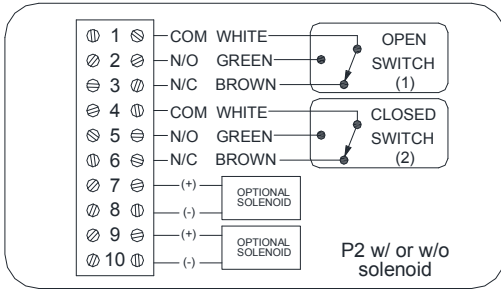 1 COM WHITE
2 N/O GREEN
3 N/C BROWN
OPEN
SWITCH
(1)
4 COM WHITE
5 N/O GREEN
6 N/C BROWN
CLOSED
SWITCH
(2)
7 (+)
8 (-)
OPTIONAL
SOLENOID
9 (+)
10 (-)
OPTIONAL
SOLENOID
P2 w/ or w/o
solenoid